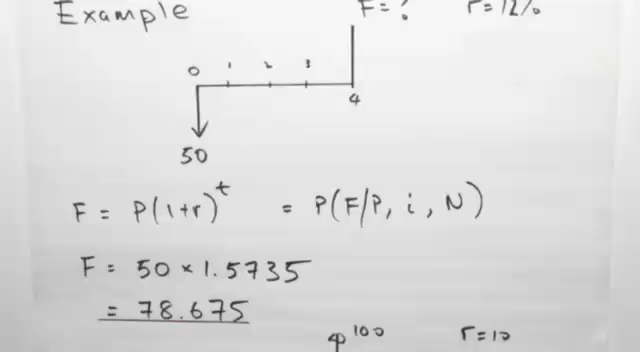 Example F = ? r = 12%
0 1 2 3
4
50
F = P(1+r)^t = P(F/P, i, N)
F = 50 × 1.5735
= 78.675
100 r = 10